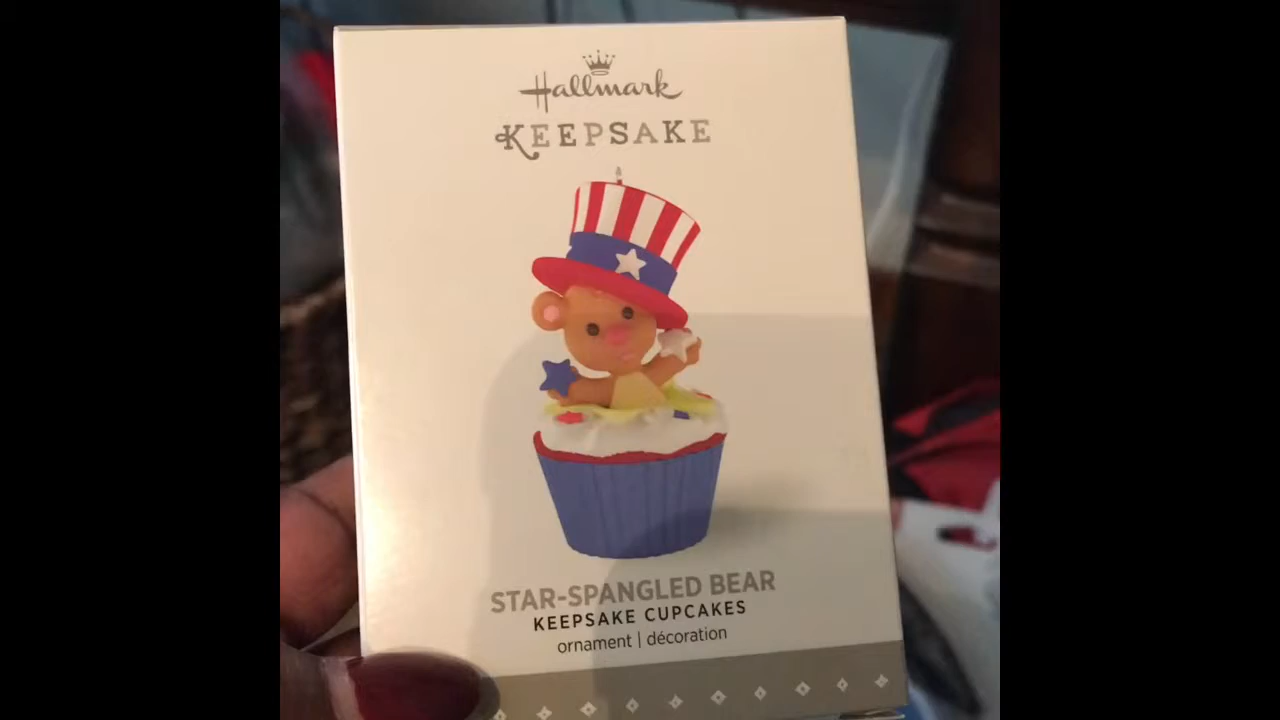 Hallmark
KEEPSAKE
STAR-SPANGLED BEAR
KEEPSAKE CUPCAKES
ornament | décoration